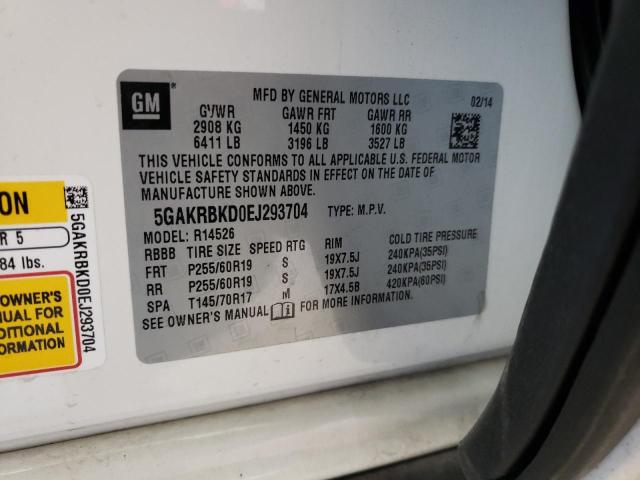 GM
MFD BY GENERAL MOTORS LLC 02/14
GVWR GAWR FRT GAWR RR
2908 KG 1450 KG 1600 KG
6411 LB 3196 LB 3527 LB
THIS VEHICLE CONFORMS TO ALL APPLICABLE U.S. FEDERAL MOTOR
VEHICLE SAFETY STANDARDS IN EFFECT ON THE DATE OF
MANUFACTURE SHOWN ABOVE.
5GAKRBKD0EJ293704 TYPE: M.P.V.
MODEL: R14526
RBBB TIRE SIZE SPEED RTG RIM COLD TIRE PRESSURE
FRT P255/60R19 S 19X7.5J 240KPA(35PSI)
RR P255/60R19 S 19X7.5J 240KPA(35PSI)
SPA T145/70R17 M 17X4.5B 420KPA(60PSI)
SEE OWNER'S MANUAL FOR MORE INFORMATION.
ON
R 5
84 lbs.
OWNER'S
MANUAL FOR
DITIONAL
FORMATION
5GAKRBKD0EJ293704